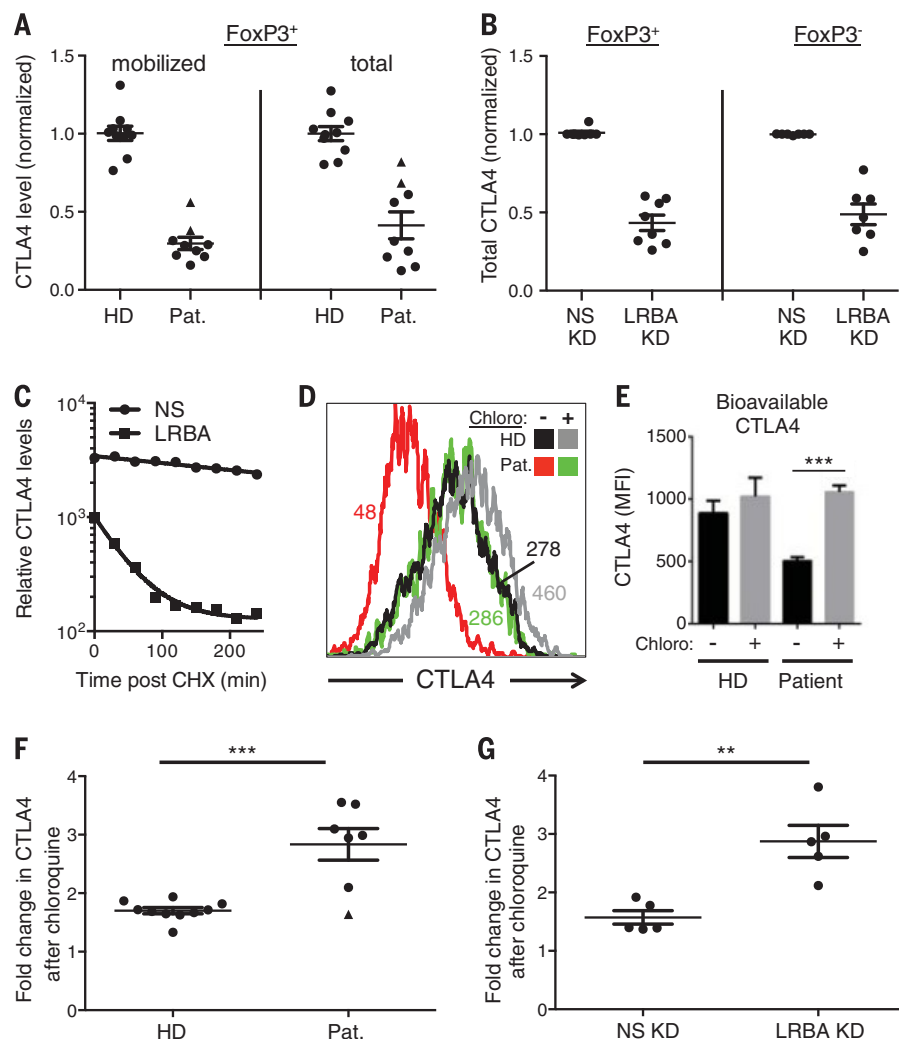 A
FoxP3+
mobilized
total
CTLA4 level (normalized)
1.5
1.0
0.5
0.0
HD
Pat.
HD
Pat.
B
FoxP3+
FoxP3-
Total CTLA4 (normalized)
1.5
1.0
0.5
0.0
NS
KD
LRBA
KD
NS
KD
LRBA
KD
C
NS
LRBA
Relative CTLA4 levels
10^4
10^3
10^2
0
100
200
Time post CHX (min)
D
Chloro: - +
HD
Pat.
48
278
460
286
CTLA4
E
Bioavailable
CTLA4
CTLA4 (MFI)
1500
1000
500
0
***
Chloro: - + - +
HD
Patient
F
***
Fold change in CTLA4
after chloroquine
4
3
2
1
0
HD
Pat.
G
**
Fold change in CTLA4
after chloroquine
4
3
2
1
0
NS KD
LRBA KD